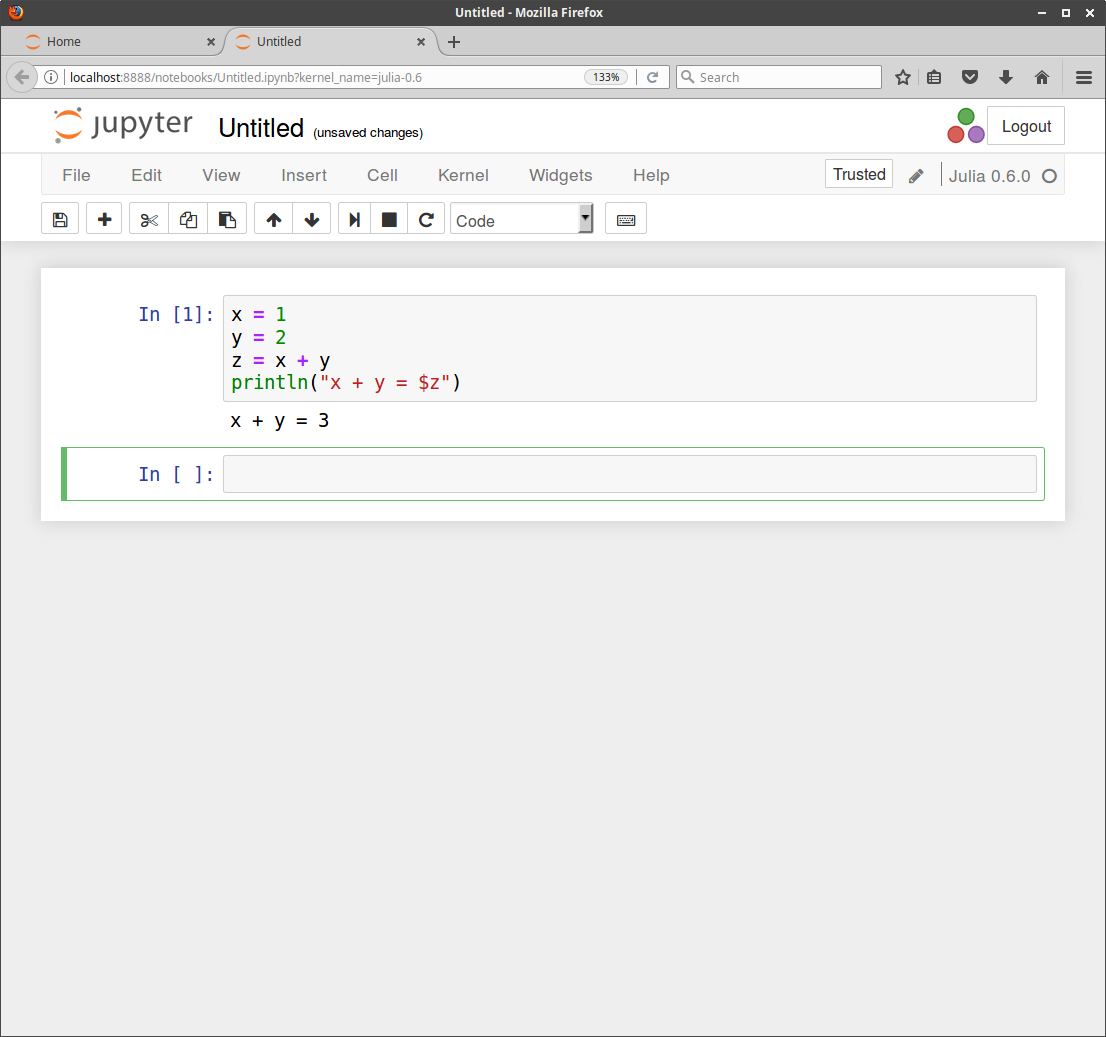 Untitled - Mozilla Firefox
Home
Untitled
localhost:8888/notebooks/Untitled.ipynb?kernel_name=julia-0.6
133%
Search
jupyter Untitled (unsaved changes)
Logout
File Edit View Insert Cell Kernel Widgets Help
Trusted
Julia 0.6.0
Code
In [1]: x = 1
y = 2
z = x + y
println("x + y = $z")
x + y = 3
In [ ]: